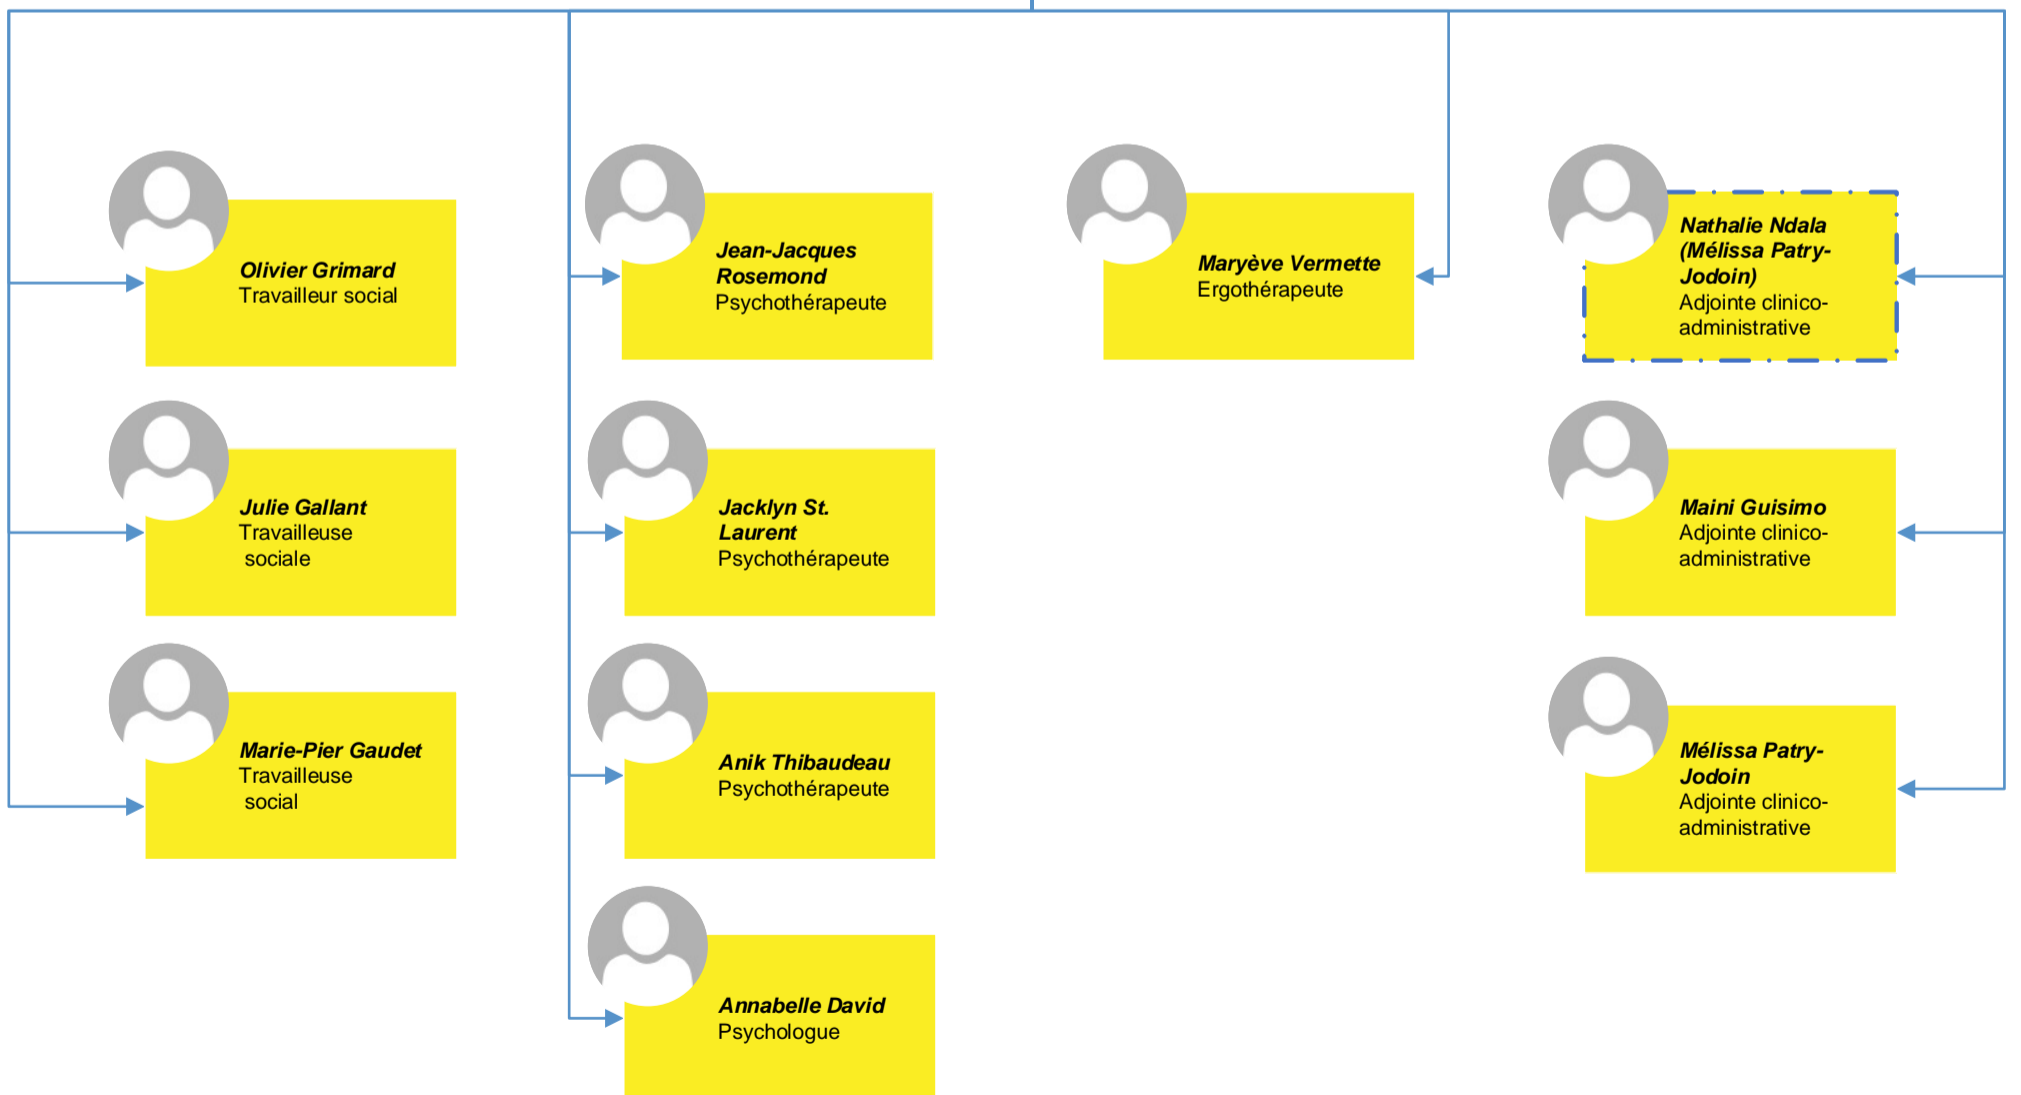 Olivier Grimard
Travailleur social
Julie Gallant
Travailleuse
sociale
Marie-Pier Gaudet
Travailleuse
social
Jean-Jacques
Rosemond
Psychothérapeute
Jacklyn St.
Laurent
Psychothérapeute
Anik Thibaudeau
Psychothérapeute
Annabelle David
Psychologue
Maryève Vermette
Ergothérapeute
Nathalie Ndala
(Mélissa Patry-
Jodoin)
Adjointe clinico-
administrative
Maini Guisimo
Adjointe clinico-
administrative
Mélissa Patry-
Jodoin
Adjointe clinico-
administrative